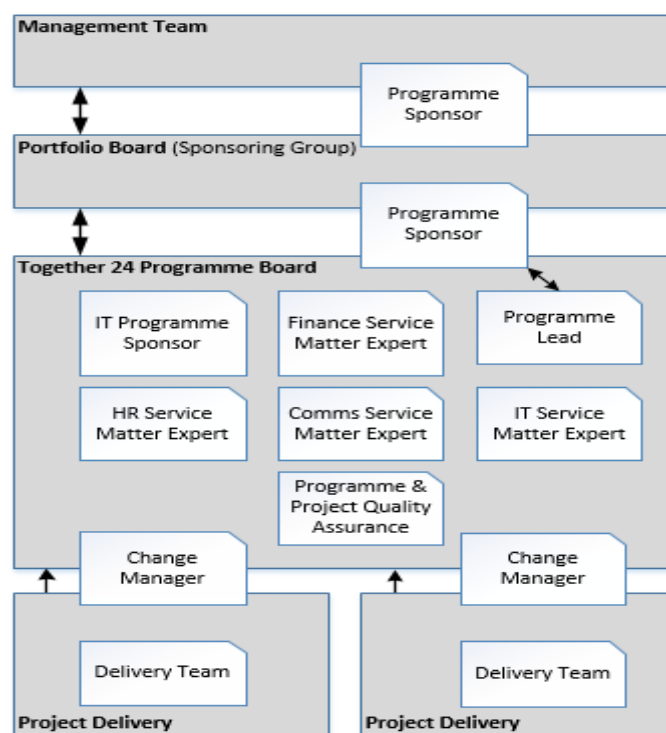 Management Team
Programme
Sponsor
Portfolio Board (Sponsoring Group)
Programme
Sponsor
Together 24 Programme Board
IT Programme
Sponsor
Finance Service
Matter Expert
Programme
Lead
HR Service
Matter Expert
Comms Service
Matter Expert
IT Service
Matter Expert
Programme &
Project Quality
Assurance
Change
Manager
Change
Manager
Delivery Team
Delivery Team
Project Delivery
Project Delivery